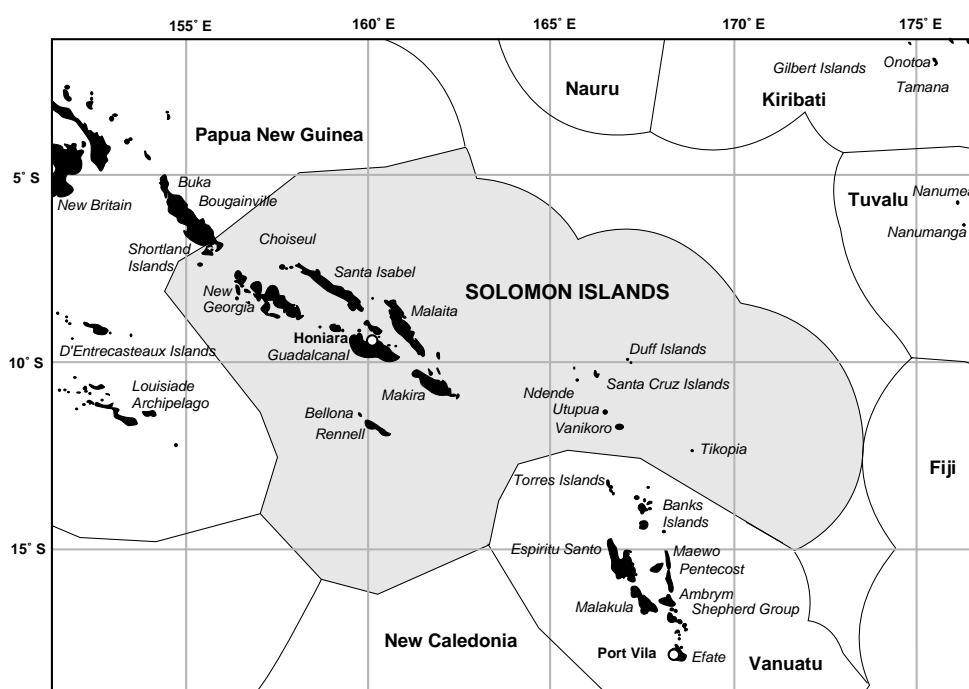 155˚ E
160˚ E
165˚ E
170˚ E
175˚ E
Gilbert Islands
Onotoa
Tamana
Nauru
Kiribati
Papua New Guinea
5˚ S
Buka
Bougainville
New Britain
Tuvalu
Nanumea
Nanumanga
Choiseul
Shortland
Islands
Santa Isabel
New
Georgia
SOLOMON ISLANDS
Malaita
Honiara
Guadalcanal
D'Entrecasteaux Islands
10˚ S
Duff Islands
Santa Cruz Islands
Ndende
Louisiade
Archipelago
Makira
Utupua
Vanikoro
Bellona
Rennell
Tikopia
Fiji
Torres Islands
Banks
Islands
15˚ S
Espiritu Santo
Maewo
Pentecost
Ambrym
Malakula
Shepherd Group
New Caledonia
Port Vila
Efate
Vanuatu